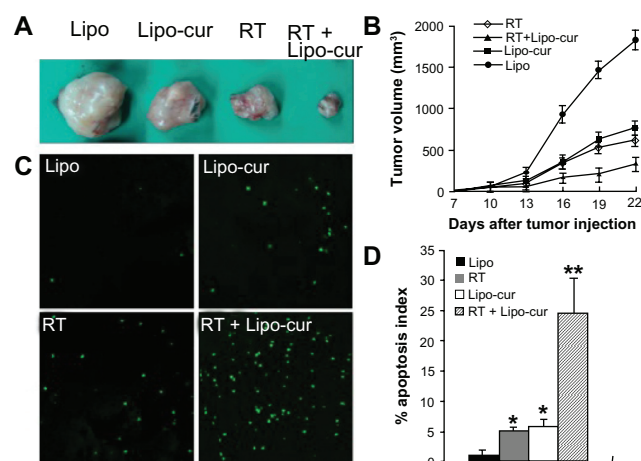 A
Lipo Lipo-cur RT RT +
Lipo-cur
B
Tumor volume (mm³)
2000
1500
1000
500
0
7 10 13 16 19 22
Days after tumor injection
RT
RT+Lipo-cur
Lipo-cur
Lipo
C
Lipo
Lipo-cur
RT
RT + Lipo-cur
D
% apoptosis index
35
30
25
20
15
10
5
0
Lipo
RT
Lipo-cur
RT + Lipo-cur
*
*
**